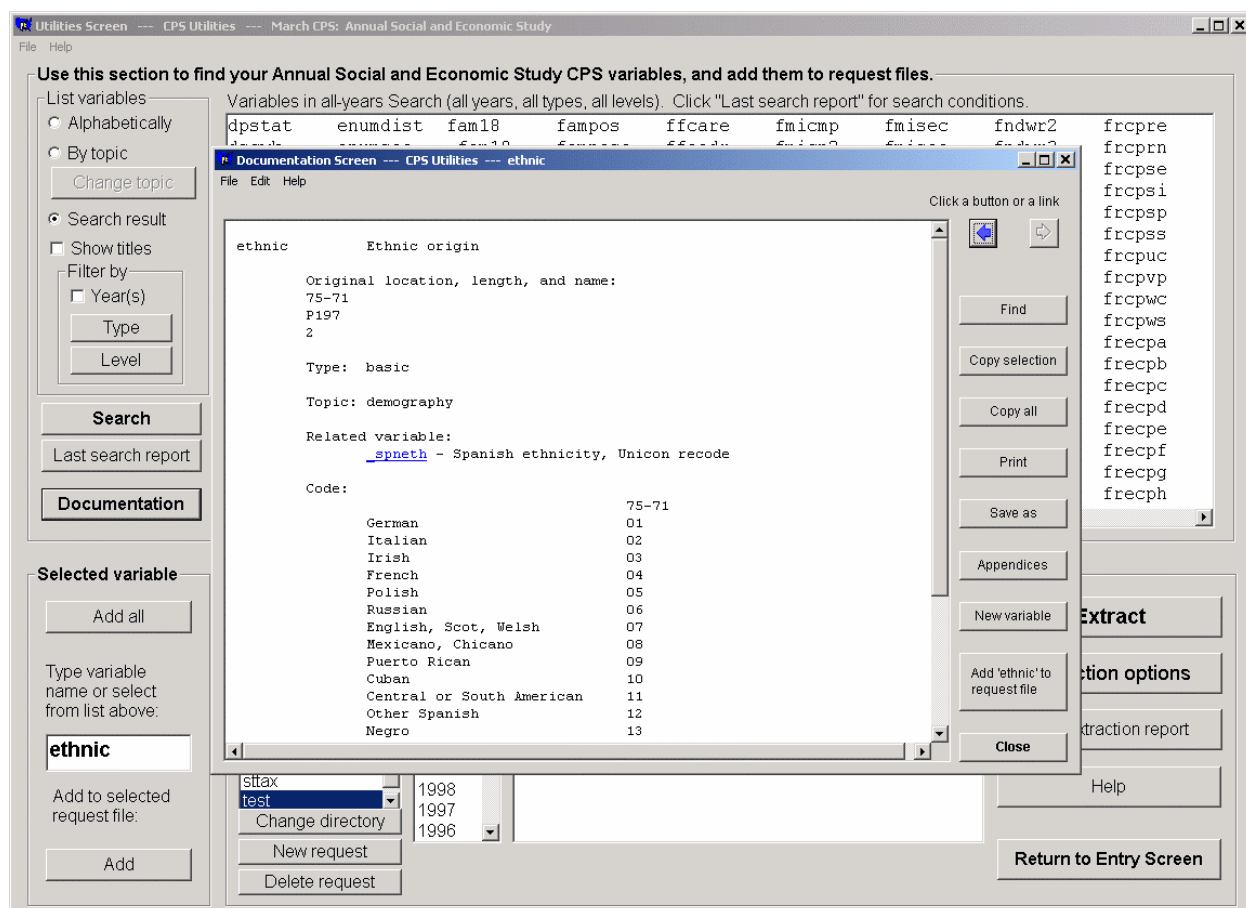 Utilities Screen --- CPS Utilities --- March CPS: Annual Social and Economic Study
File Help
Use this section to find your Annual Social and Economic Study CPS variables, and add them to request files.
List variables
Alphabetically
By topic
Change topic
Search result
Show titles
Filter by
Year(s)
Type
Level
Search
Last search report
Documentation
Variables in all-years Search (all years, all types, all levels). Click "Last search report" for search conditions.
dpstat enumdist fam18 fampos ffcare fmicmp fmisec fndwr2 frcpre
frcprn
frcpse
frcpsi
frcpsp
frcpss
frcpuc
frcpvp
frcpwc
frcpws
frecpa
frecpb
frecpc
frecpd
frecpe
frecpf
frecpg
frecph
Documentation Screen --- CPS Utilities --- ethnic
File Edit Help
Click a button or a link
ethnic Ethnic origin
Original location, length, and name:
75-71
P197
2
Type: basic
Topic: demography
Related variable:
_spneth - Spanish ethnicity, Unicon recode
Code:
75-71
German 01
Italian 02
Irish 03
French 04
Polish 05
Russian 06
English, Scot, Welsh 07
Mexicano, Chicano 08
Puerto Rican 09
Cuban 10
Central or South American 11
Other Spanish 12
Negro 13
Find
Copy selection
Copy all
Print
Save as
Appendices
New variable
Add 'ethnic' to
request file
Close
Selected variable
Add all
Type variable
name or select
from list above:
ethnic
Add to selected
request file:
Add
sttax
test
Change directory
New request
Delete request
1998
1997
1996
Extract
ction options
xtraction report
Help
Return to Entry Screen